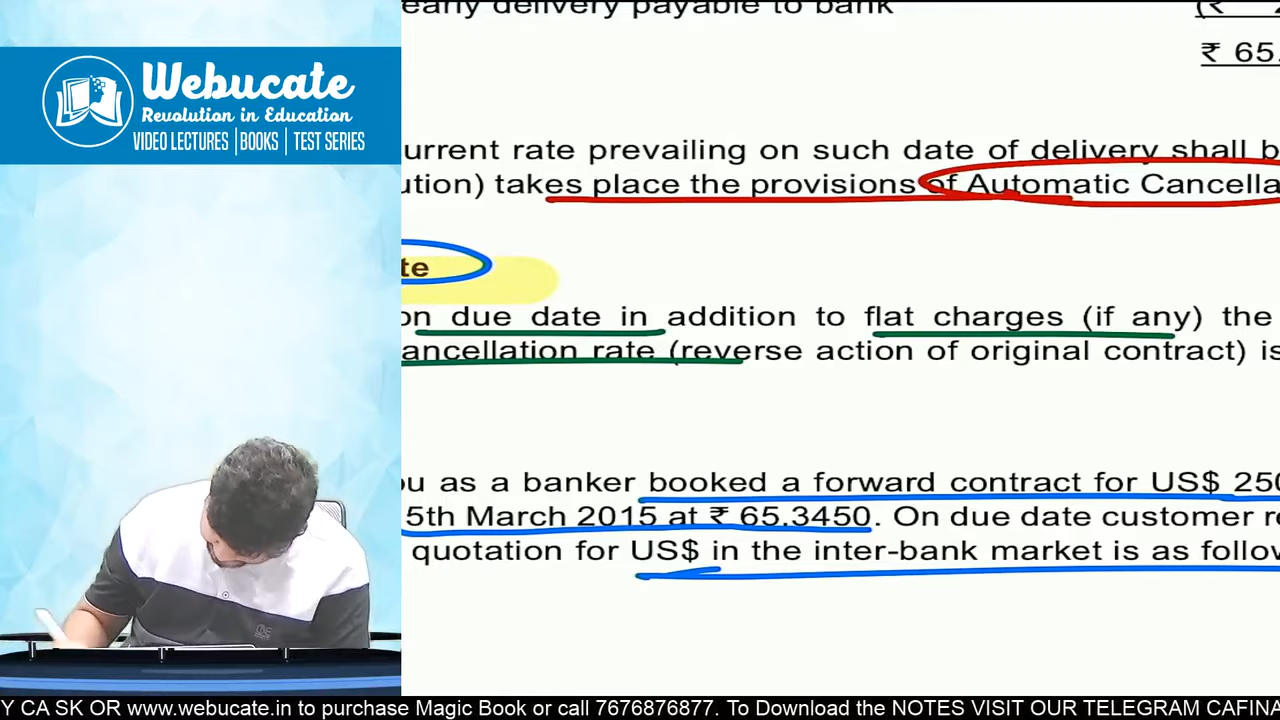 Webucate
Revolution in Education
VIDEO LECTURES | BOOKS | TEST SERIES
early delivery payable to bank (₹
₹ 65.
urrent rate prevailing on such date of delivery shall b
ution) takes place the provisions of Automatic Cancella
te
on due date in addition to flat charges (if any) the
ancellation rate (reverse action of original contract) is
ou as a banker booked a forward contract for US$ 250
5th March 2015 at ₹ 65.3450. On due date customer re
quotation for US$ in the inter-bank market is as follow
Y CA SK OR www.webucate.in to purchase Magic Book or call 7676876877. To Download the NOTES VISIT OUR TELEGRAM CAFINA